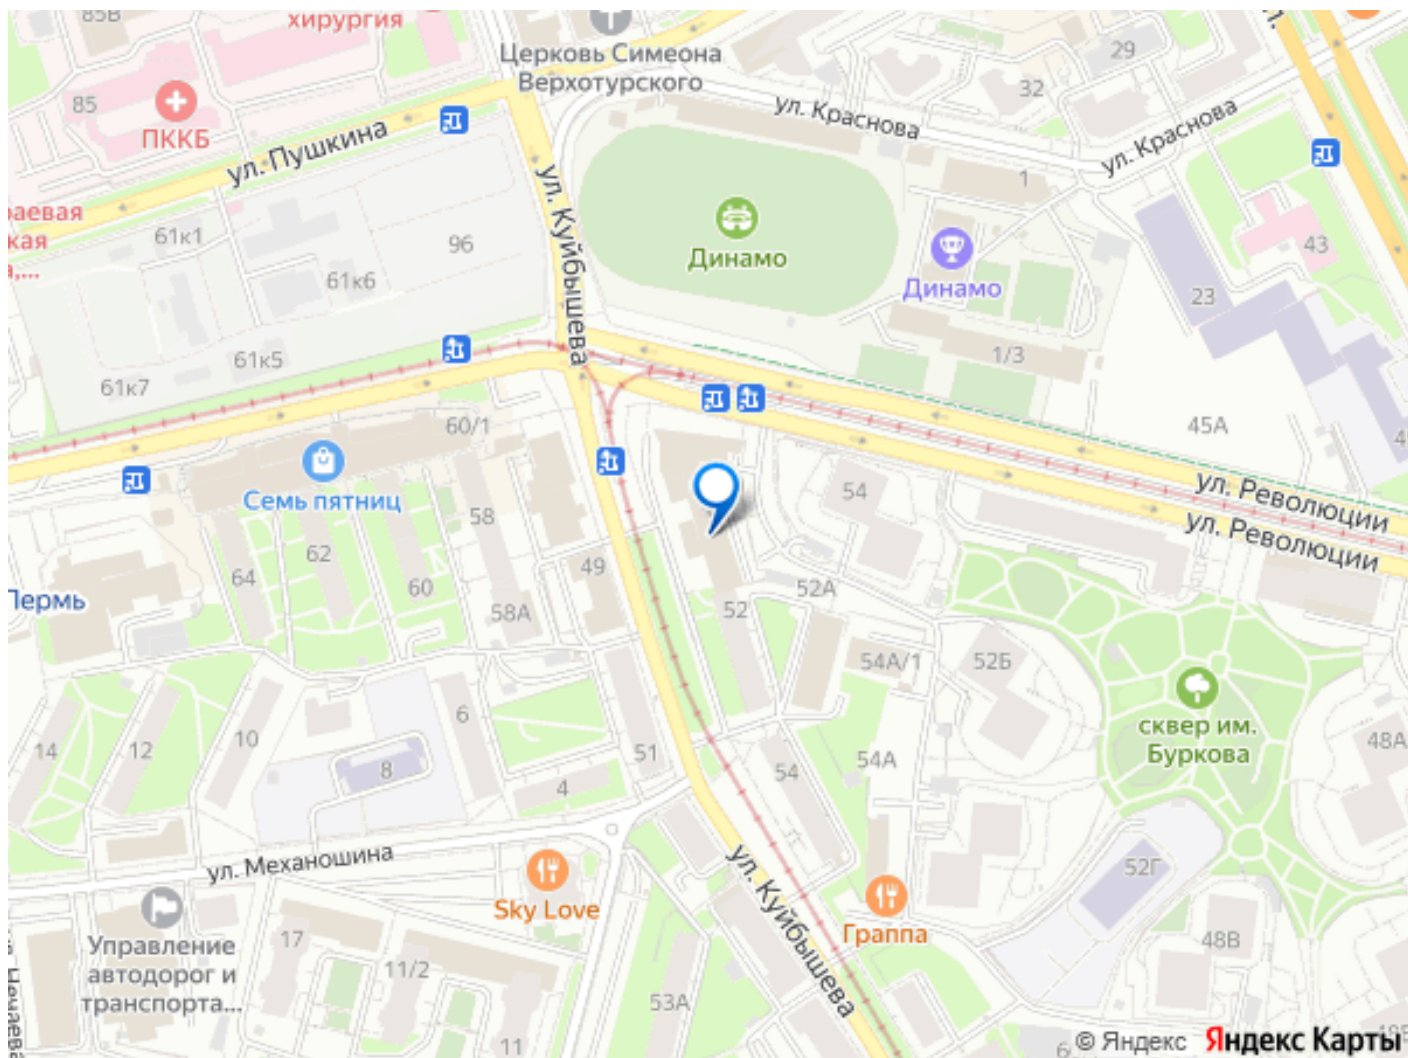 85В
хирургия
Церковь Симеона
Верхотурского
29
32
85
ПККБ
ул. Пушкина
ул. Краснова
ул. Краснова
1
ул. Куйбышева
Динамо
Динамо
43
23
раевая
кая
а,...
61к1
96
61к6
61к5
61к7
1/3
45А
60/1
Семь пятниц
54
ул. Революции
ул. Революции
58
62
64
60
49
58А
Пермь
52А
52
54А/1
52Б
сквер им.
Буркова
48А
6
14
12
10
8
51
4
54
54А
ул. Механошина
Sky Love
ул. Куйбышева
Граппа
52Г
48В
Управление
автодорог и
транспорта...
17
11/2
53А
11
© Яндекс
Яндекс Карты